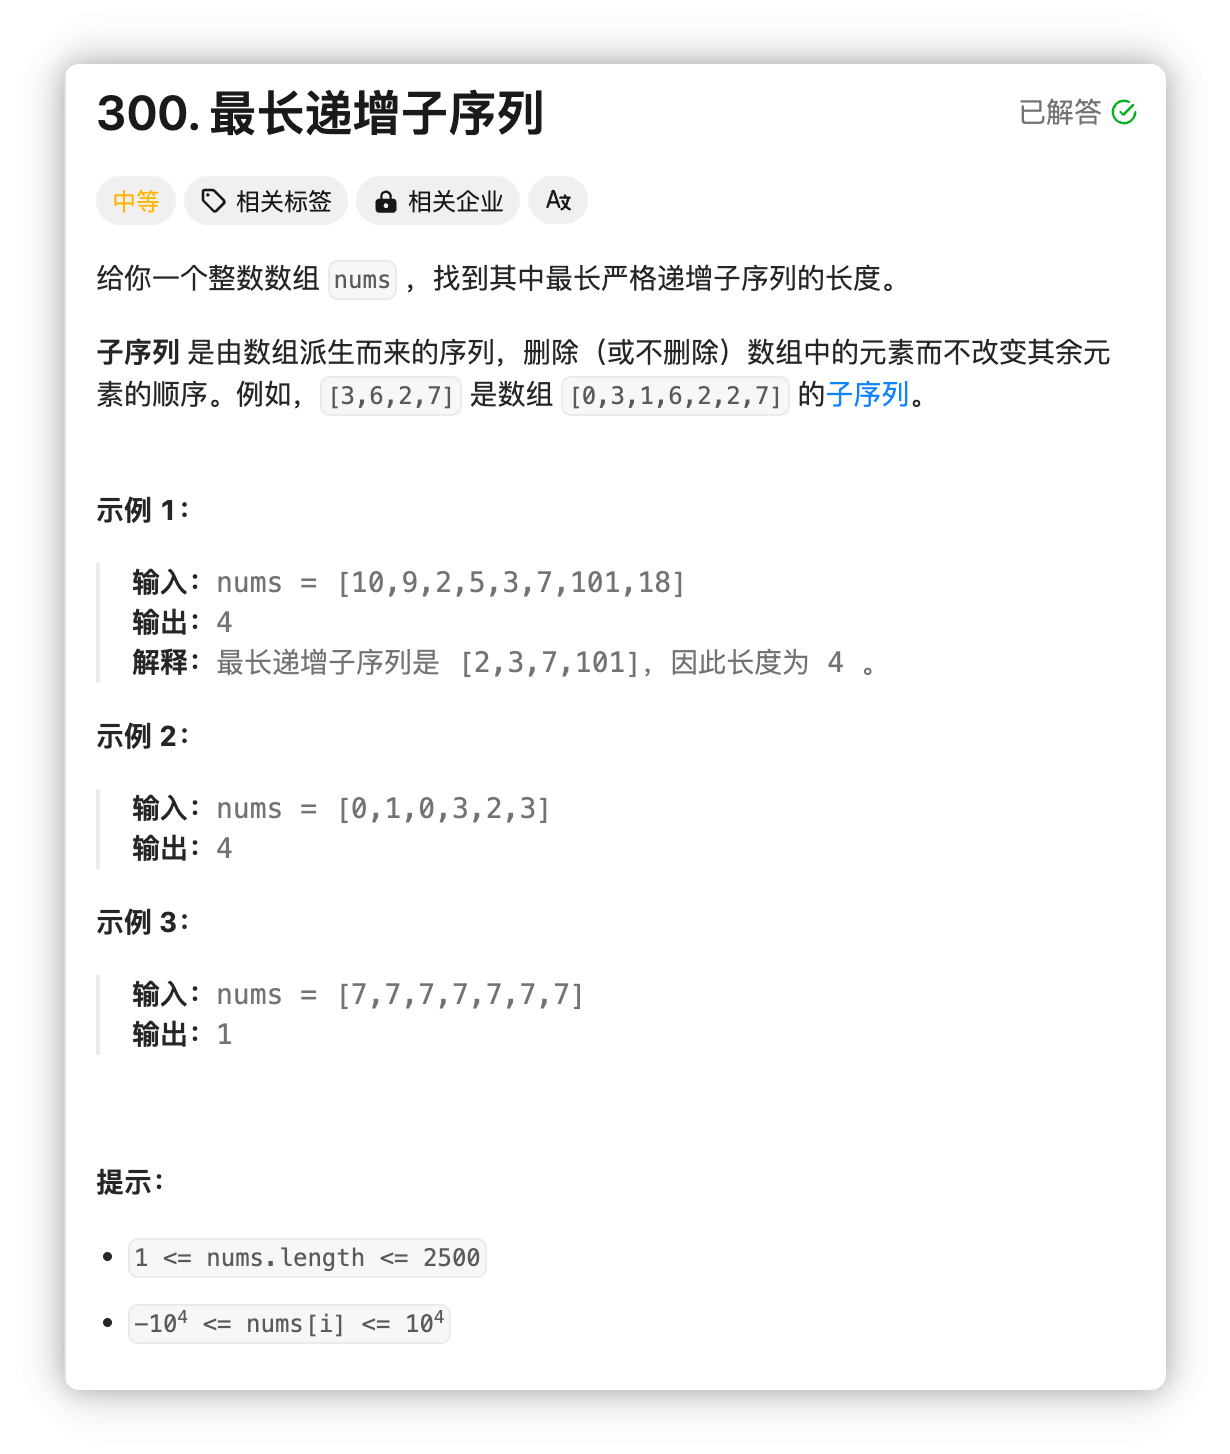 300. 最长递增子序列
已解答
中等 相关标签 相关企业
给你一个整数数组 nums ，找到其中最长严格递增子序列的长度。
子序列 是由数组派生而来的序列，删除（或不删除）数组中的元素而不改变其余元
素的顺序。例如，[3,6,2,7] 是数组 [0,3,1,6,2,2,7] 的子序列。
示例 1：
输入：nums = [10,9,2,5,3,7,101,18]
输出：4
解释：最长递增子序列是 [2,3,7,101]，因此长度为 4 。
示例 2：
输入：nums = [0,1,0,3,2,3]
输出：4
示例 3：
输入：nums = [7,7,7,7,7,7,7]
输出：1
提示：
1 <= nums.length <= 2500
-10⁴ <= nums[i] <= 10⁴